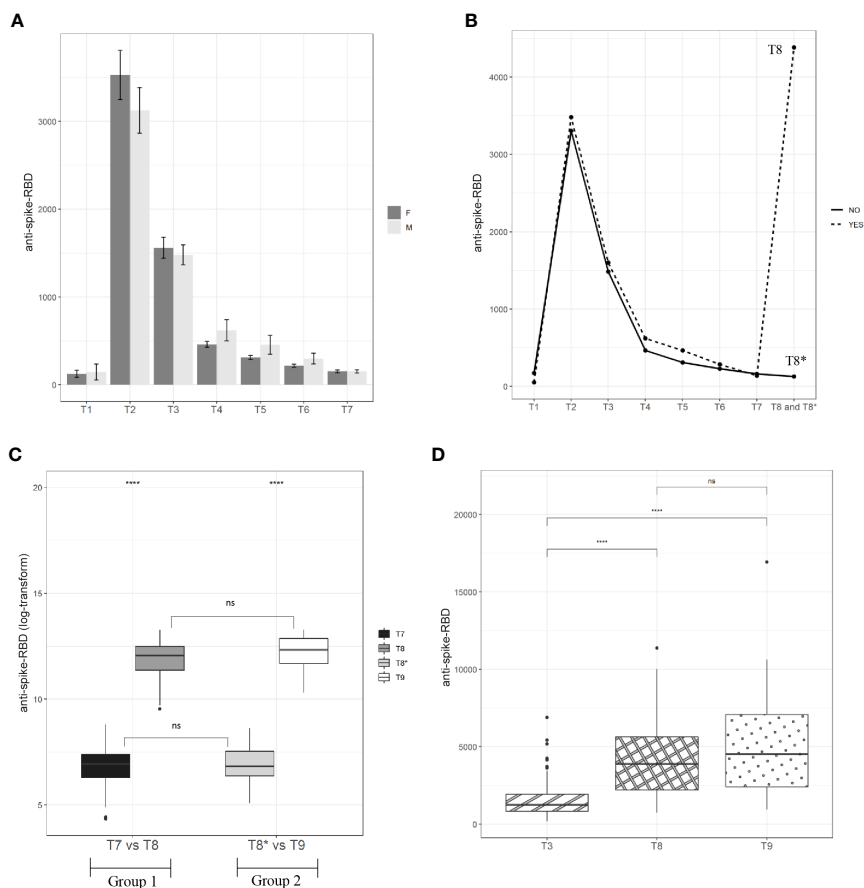 A
anti-spike-RBD
3000
2000
1000
0
T1 T2 T3 T4 T5 T6 T7
F
M
B
anti-spike-RBD
4000
3000
2000
1000
0
T8
T8*
T1 T2 T3 T4 T5 T6 T7 T8 and T8*
NO
YES
C
anti-spike-RBD (log-transform)
20
15
10
5
**** ****
ns
ns
T7 vs T8 T8* vs T9
Group 1 Group 2
T7
T8
T8*
T9
D
anti-spike-RBD
20000
15000
10000
5000
0
ns
****
****
T3 T8 T9